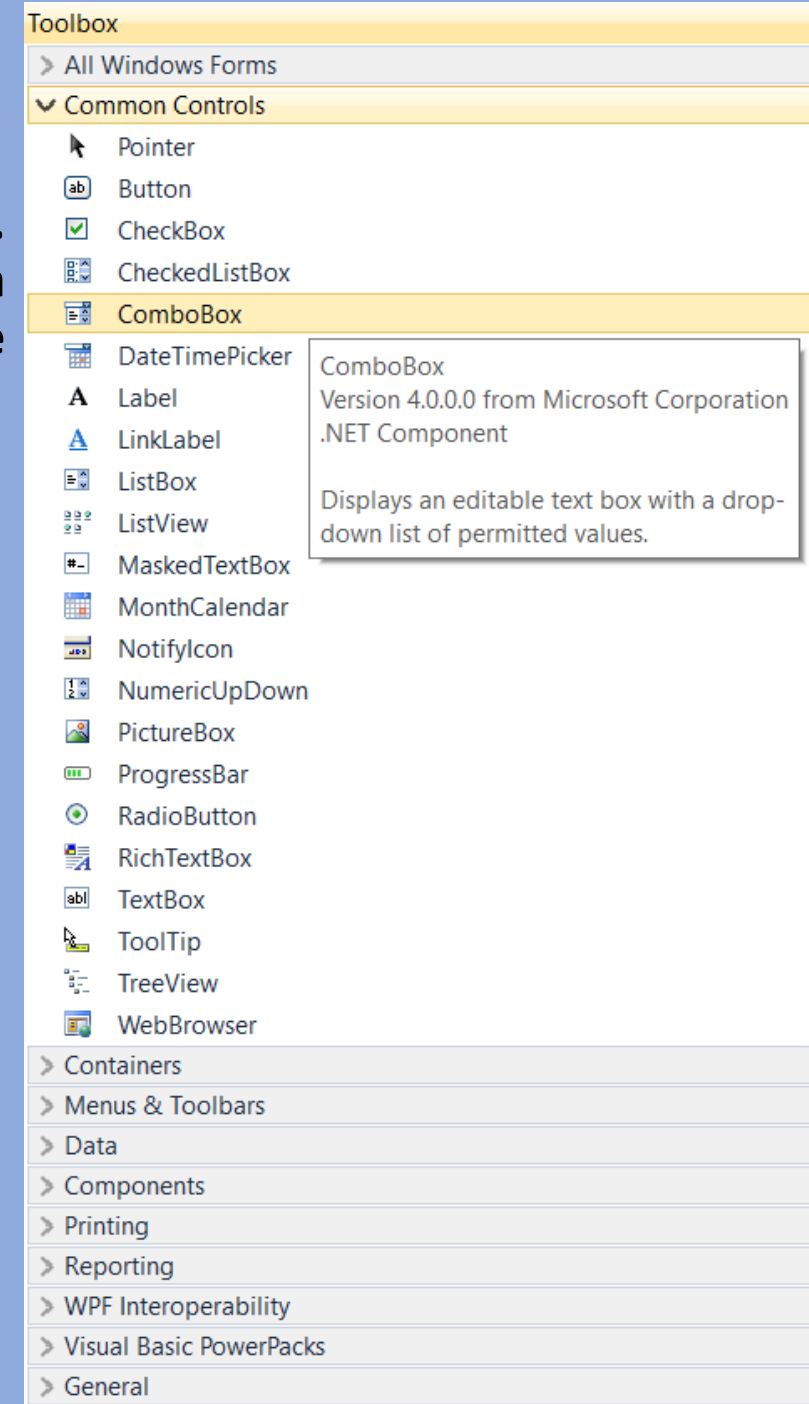 Toolbox
All Windows Forms
Common Controls
Pointer
Button
CheckBox
CheckedListBox
ComboBox
DateTimePicker
ComboBox
Version 4.0.0.0 from Microsoft Corporation
.NET Component
Displays an editable text box with a drop-
down list of permitted values.
Label
LinkLabel
ListBox
ListView
MaskedTextBox
MonthCalendar
NotifyIcon
NumericUpDown
PictureBox
ProgressBar
RadioButton
RichTextBox
TextBox
ToolTip
TreeView
WebBrowser
Containers
Menus & Toolbars
Data
Components
Printing
Reporting
WPF Interoperability
Visual Basic PowerPacks
General